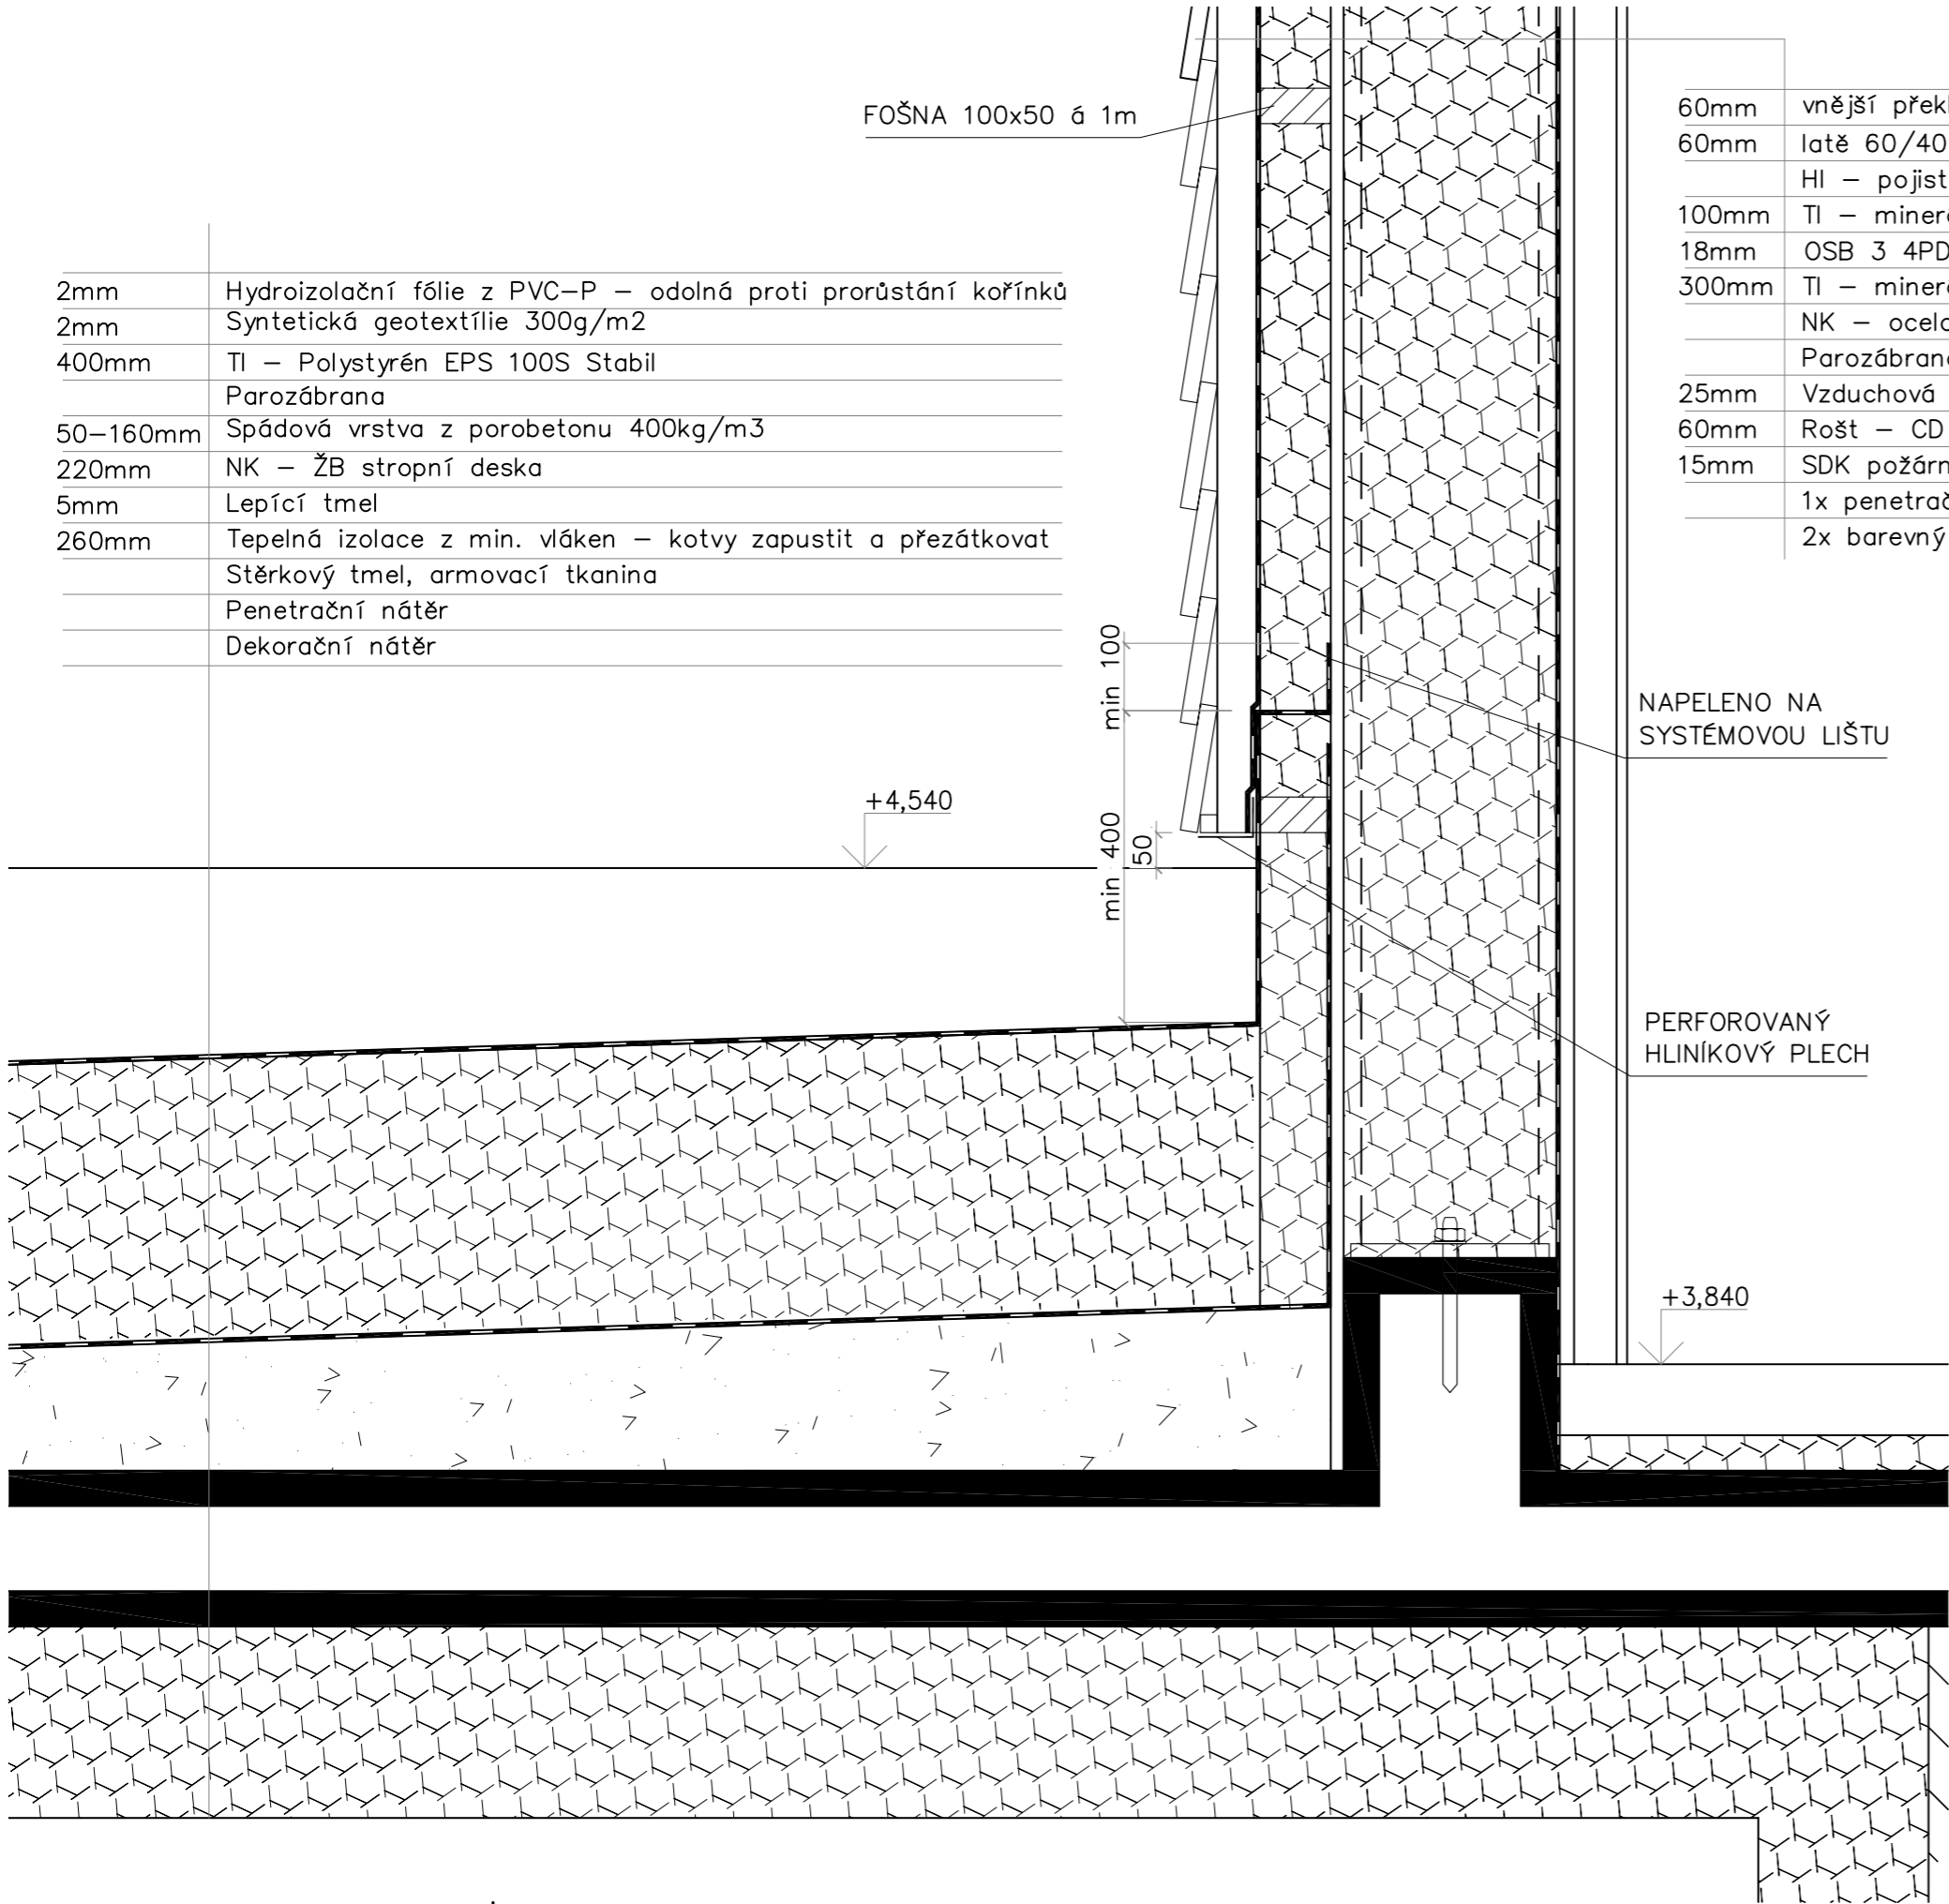 FOŠNA 100x50 á 1m
2mm Hydroizolační fólie z PVC-P – odolná proti prorůstání kořínků
2mm Syntetická geotextílie 300g/m2
400mm TI – Polystyrén EPS 100S Stabil
Parozábrana
50-160mm Spádová vrstva z porobetonu 400kg/m3
220mm NK – ŽB stropní deska
5mm Lepící tmel
260mm Tepelná izolace z min. vláken – kotvy zapustit a přezátkovat
Stěrkový tmel, armovací tkanina
Penetrační nátěr
Dekorační nátěr
60mm vnější přek
60mm latě 60/40
HI – pojist
100mm TI – miner
18mm OSB 3 4PD
300mm TI – miner
NK – ocel
Parozábran
25mm Vzduchová
60mm Rošt – CD
15mm SDK požárn
1x penetrač
2x barevný
min 100
min 400
50
+4,540
NAPELENO NA
SYSTÉMOVOU LIŠTU
PERFOROVANÝ
HLINÍKOVÝ PLECH
+3,840